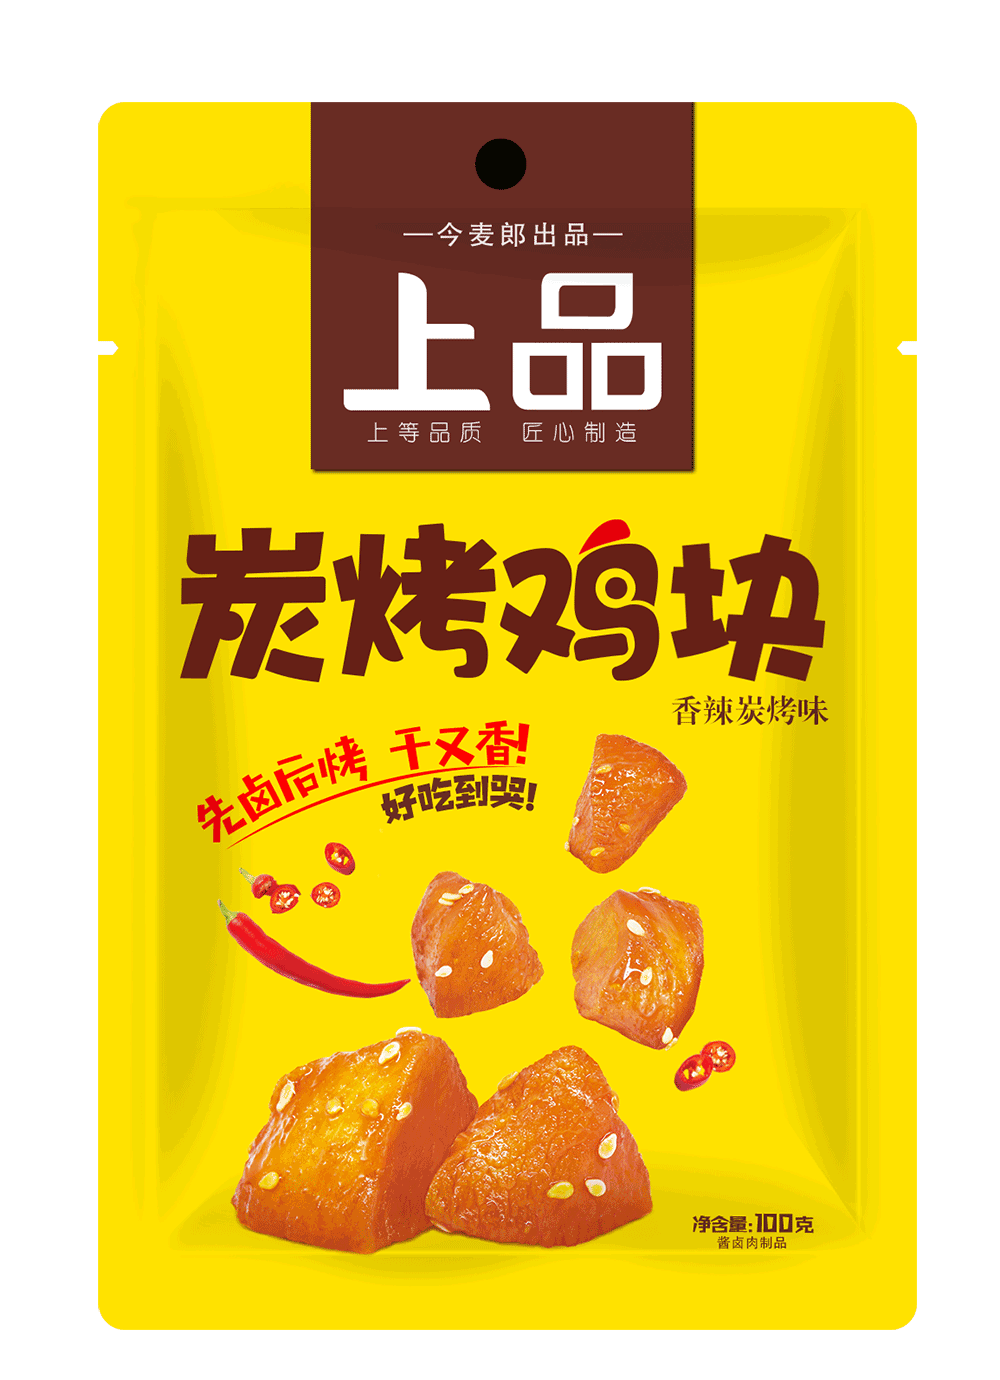 —今麦郎出品—
上品
上等品质 匠心制造
炭烤鸡块
香辣炭烤味
先卤后烤 干又香!
好吃到哭!
净含量:100克
酱卤肉制品